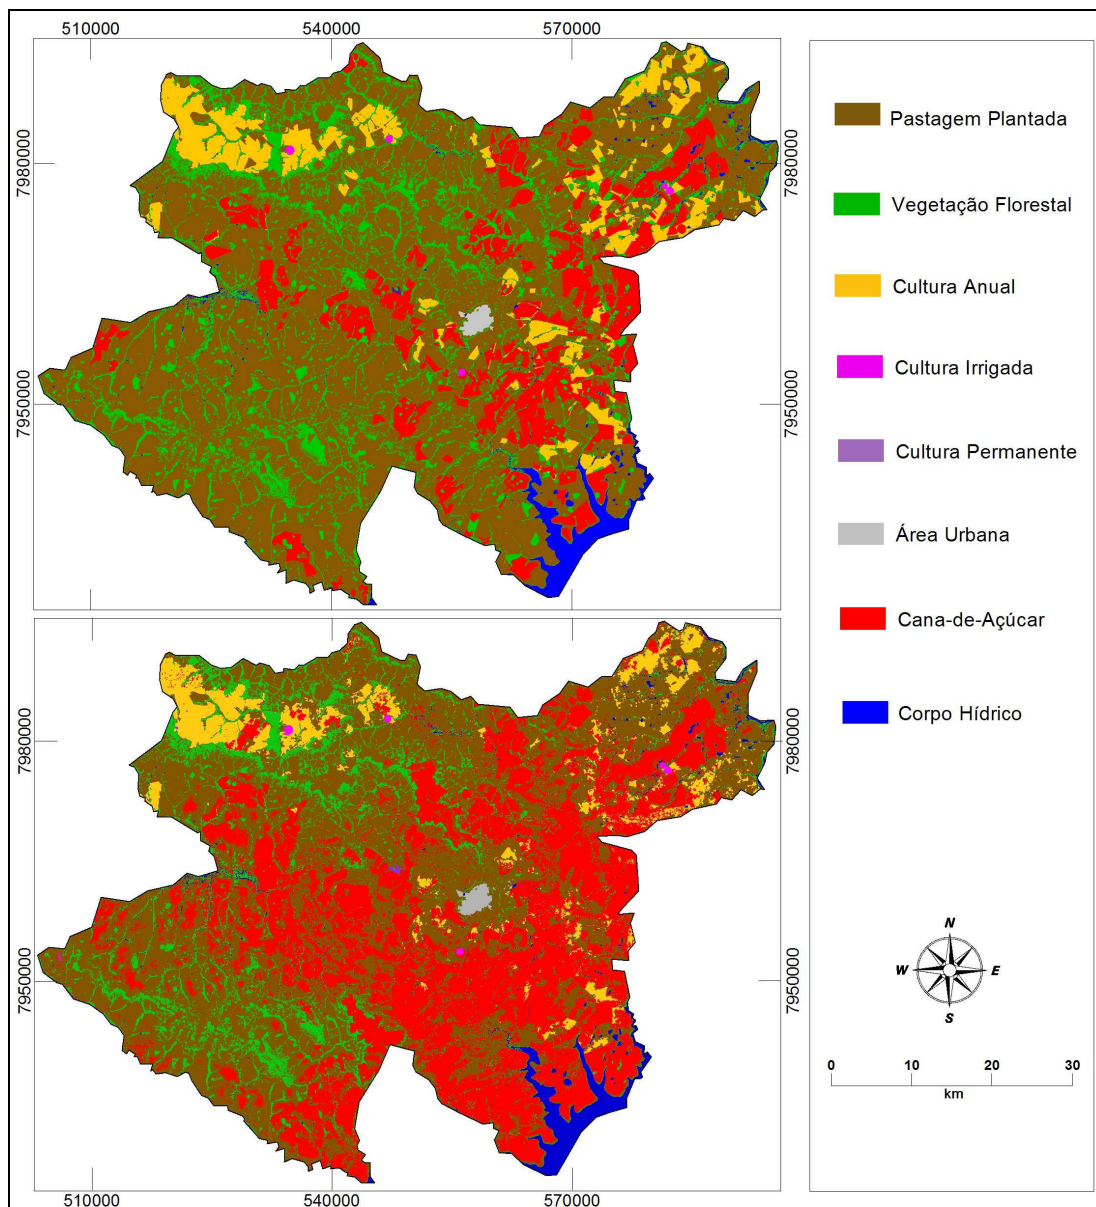 510000 540000 570000
7980000 7980000
7950000 7950000
7980000 7980000
7950000 7950000
510000 540000 570000
Pastagem Plantada
Vegetação Florestal
Cultura Anual
Cultura Irrigada
Cultura Permanente
Área Urbana
Cana-de-Açúcar
Corpo Hídrico
N
W E
S
0 10 20 30
km